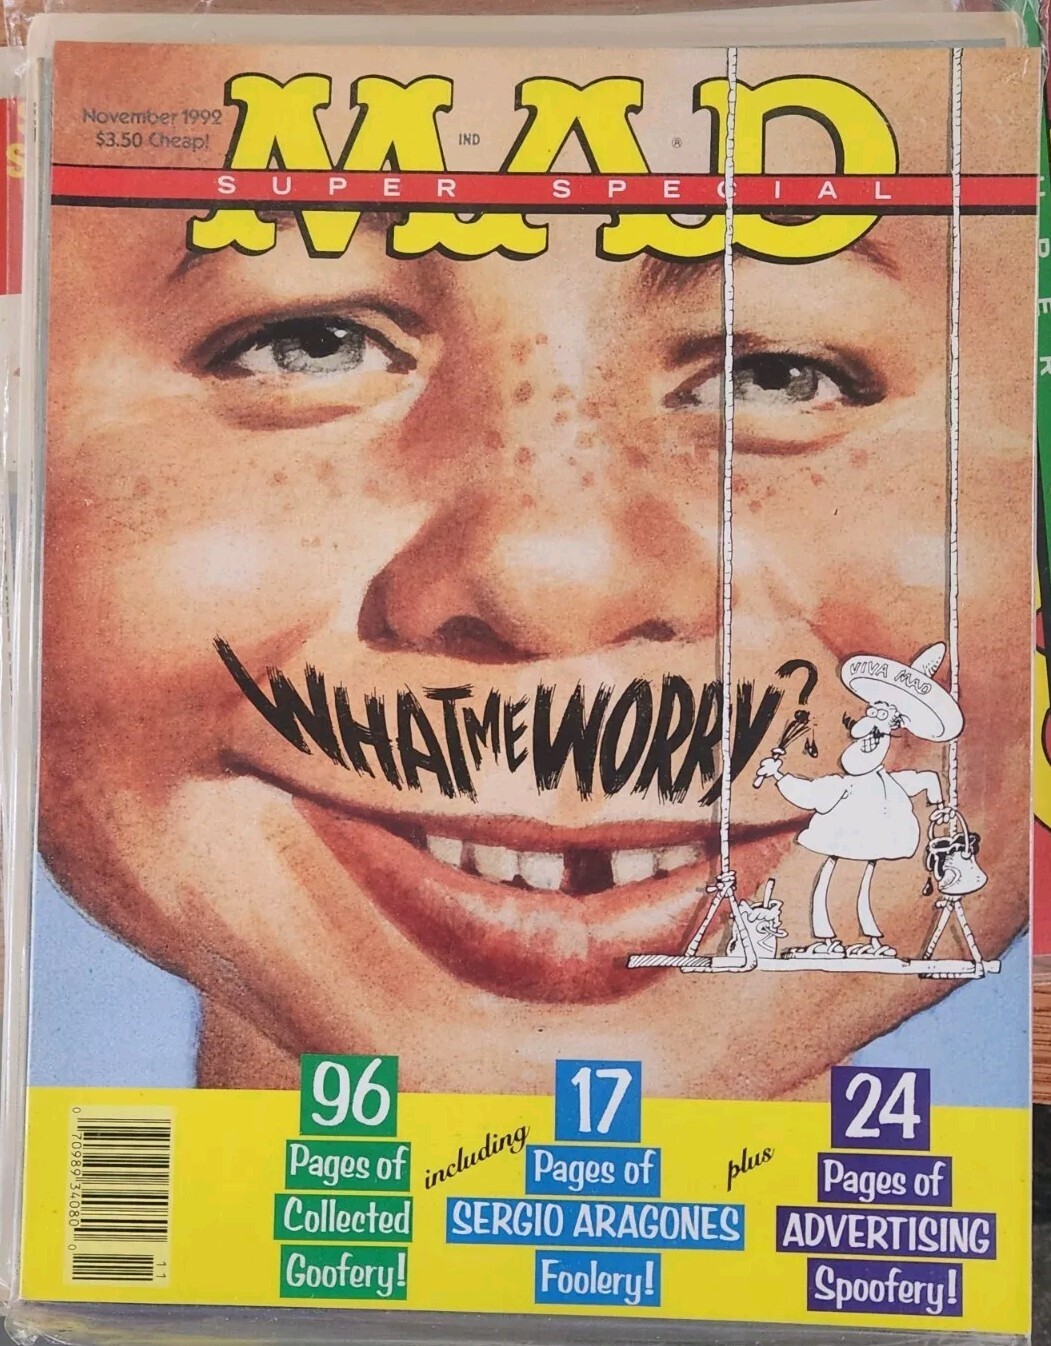 November 1992
$3.50 Cheap!
MAD
IND
®
SUPER SPECIAL
VIVA MAD
WHAT ME WORRY?
96
Pages of
Collected
Goofery!
including
17
Pages of
SERGIO ARAGONES
Foolery!
plus
24
Pages of
ADVERTISING
Spoofery!
0 70989 34080 0
11